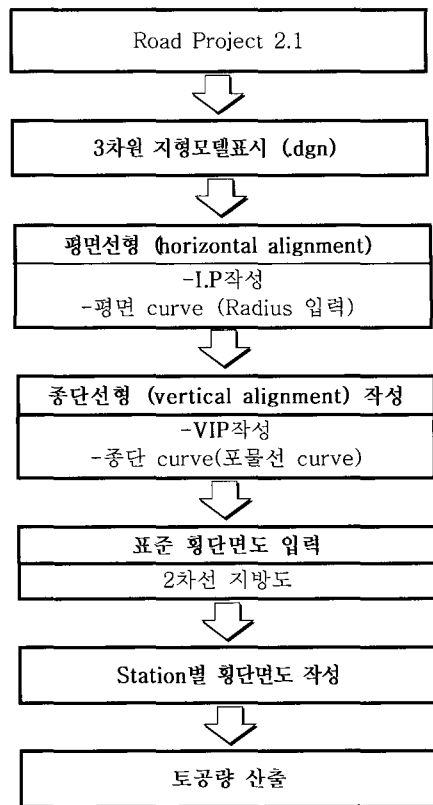 Road Project 2.1
3차원 지형모델표시 (.dgn)
평면선형 (horizontal alignment)
-I.P작성
-평면 curve (Radius 입력)
종단선형 (vertical alignment) 작성
-VIP작성
-종단 curve(포물선 curve)
표준 횡단면도 입력
2차선 지방도
Station별 횡단면도 작성
토공량 산출